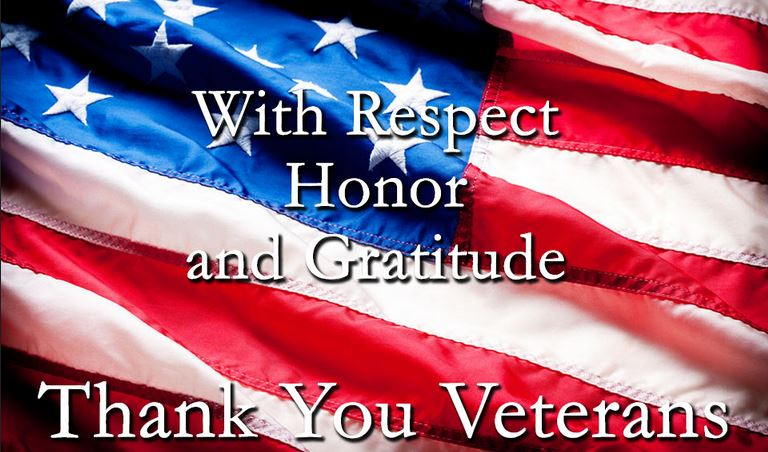 With Respect
Honor
and Gratitude
Thank You Veterans